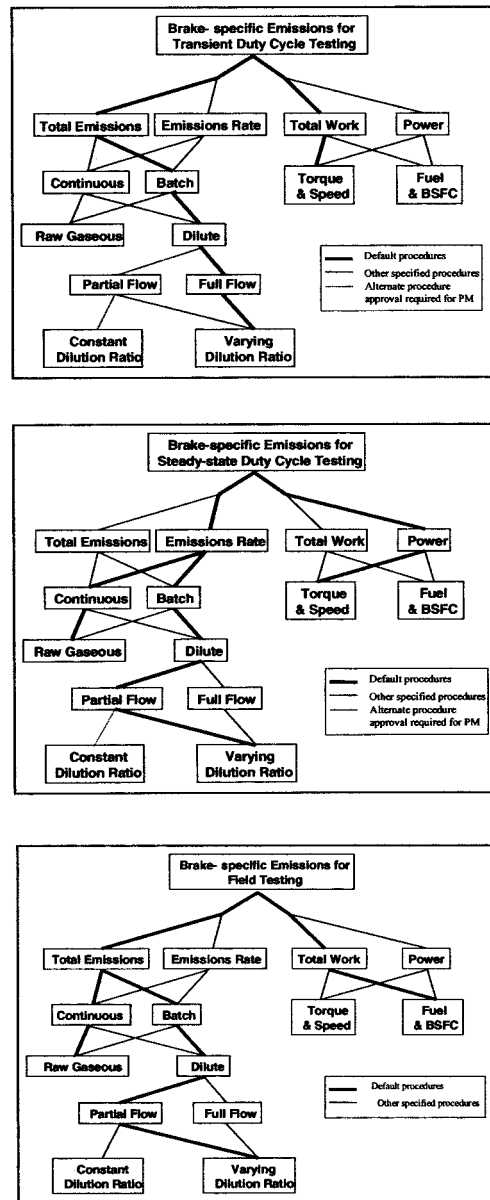 Brake- specific Emissions for
Transient Duty Cycle Testing
Total Emissions
Emissions Rate
Total Work
Power
Continuous
Batch
Torque
& Speed
Fuel
& BSFC
Raw Gaseous
Dilute
Partial Flow
Full Flow
Constant
Dilution Ratio
Varying
Dilution Ratio
Default procedures
Other specified procedures
Alternate procedure
approval required for PM
Brake-specific Emissions for
Steady-state Duty Cycle Testing
Total Emissions
Emissions Rate
Total Work
Power
Continuous
Batch
Torque
& Speed
Fuel
& BSFC
Raw Gaseous
Dilute
Partial Flow
Full Flow
Constant
Dilution Ratio
Varying
Dilution Ratio
Default procedures
Other specified procedures
Alternate procedure
approval required for PM
Brake- specific Emissions for
Field Testing
Total Emissions
Emissions Rate
Total Work
Power
Continuous
Batch
Torque
& Speed
Fuel
& BSFC
Raw Gaseous
Dilute
Partial Flow
Full Flow
Constant
Dilution Ratio
Varying
Dilution Ratio
Default procedures
Other specified procedures